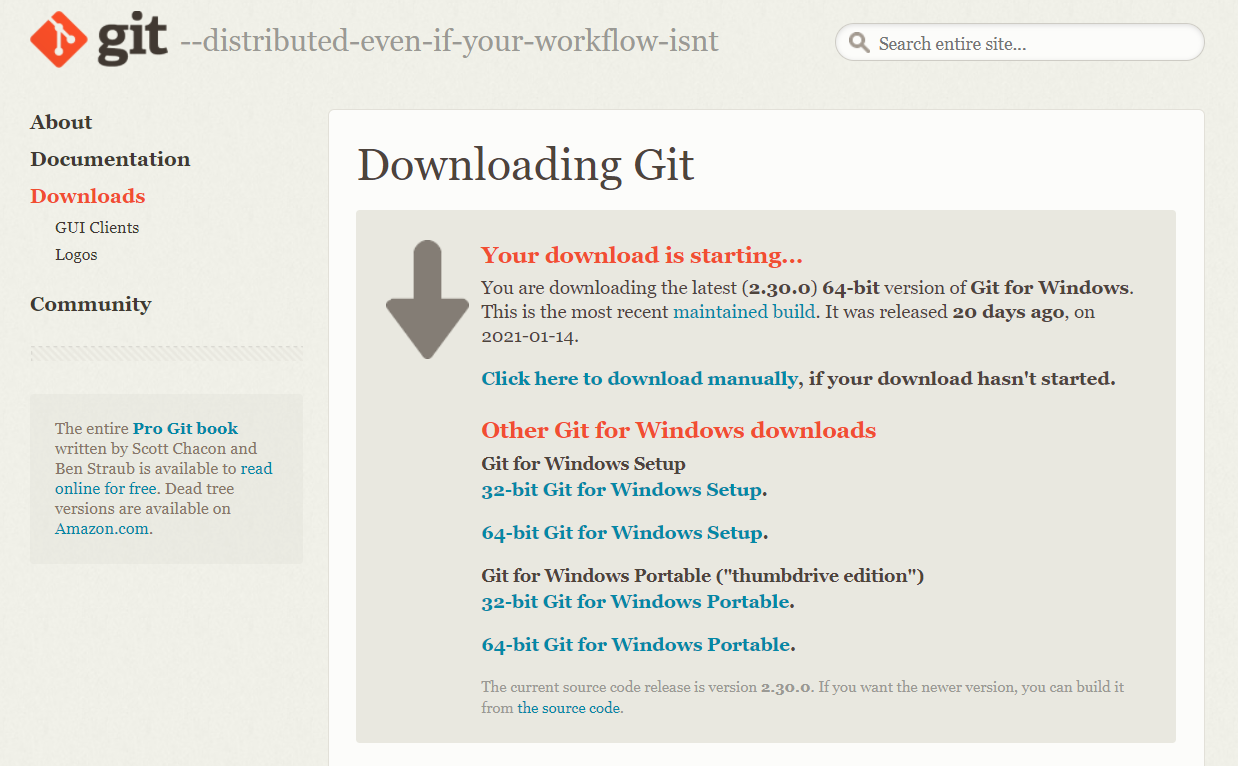 git --distributed-even-if-your-workflow-isnt
Search entire site...
About
Documentation
Downloads
GUI Clients
Logos
Community
The entire Pro Git book
written by Scott Chacon and
Ben Straub is available to read
online for free. Dead tree
versions are available on
Amazon.com.
Downloading Git
Your download is starting...
You are downloading the latest (2.30.0) 64-bit version of Git for Windows.
This is the most recent maintained build. It was released 20 days ago, on
2021-01-14.
Click here to download manually, if your download hasn't started.
Other Git for Windows downloads
Git for Windows Setup
32-bit Git for Windows Setup.
64-bit Git for Windows Setup.
Git for Windows Portable ("thumbdrive edition")
32-bit Git for Windows Portable.
64-bit Git for Windows Portable.
The current source code release is version 2.30.0. If you want the newer version, you can build it
from the source code.